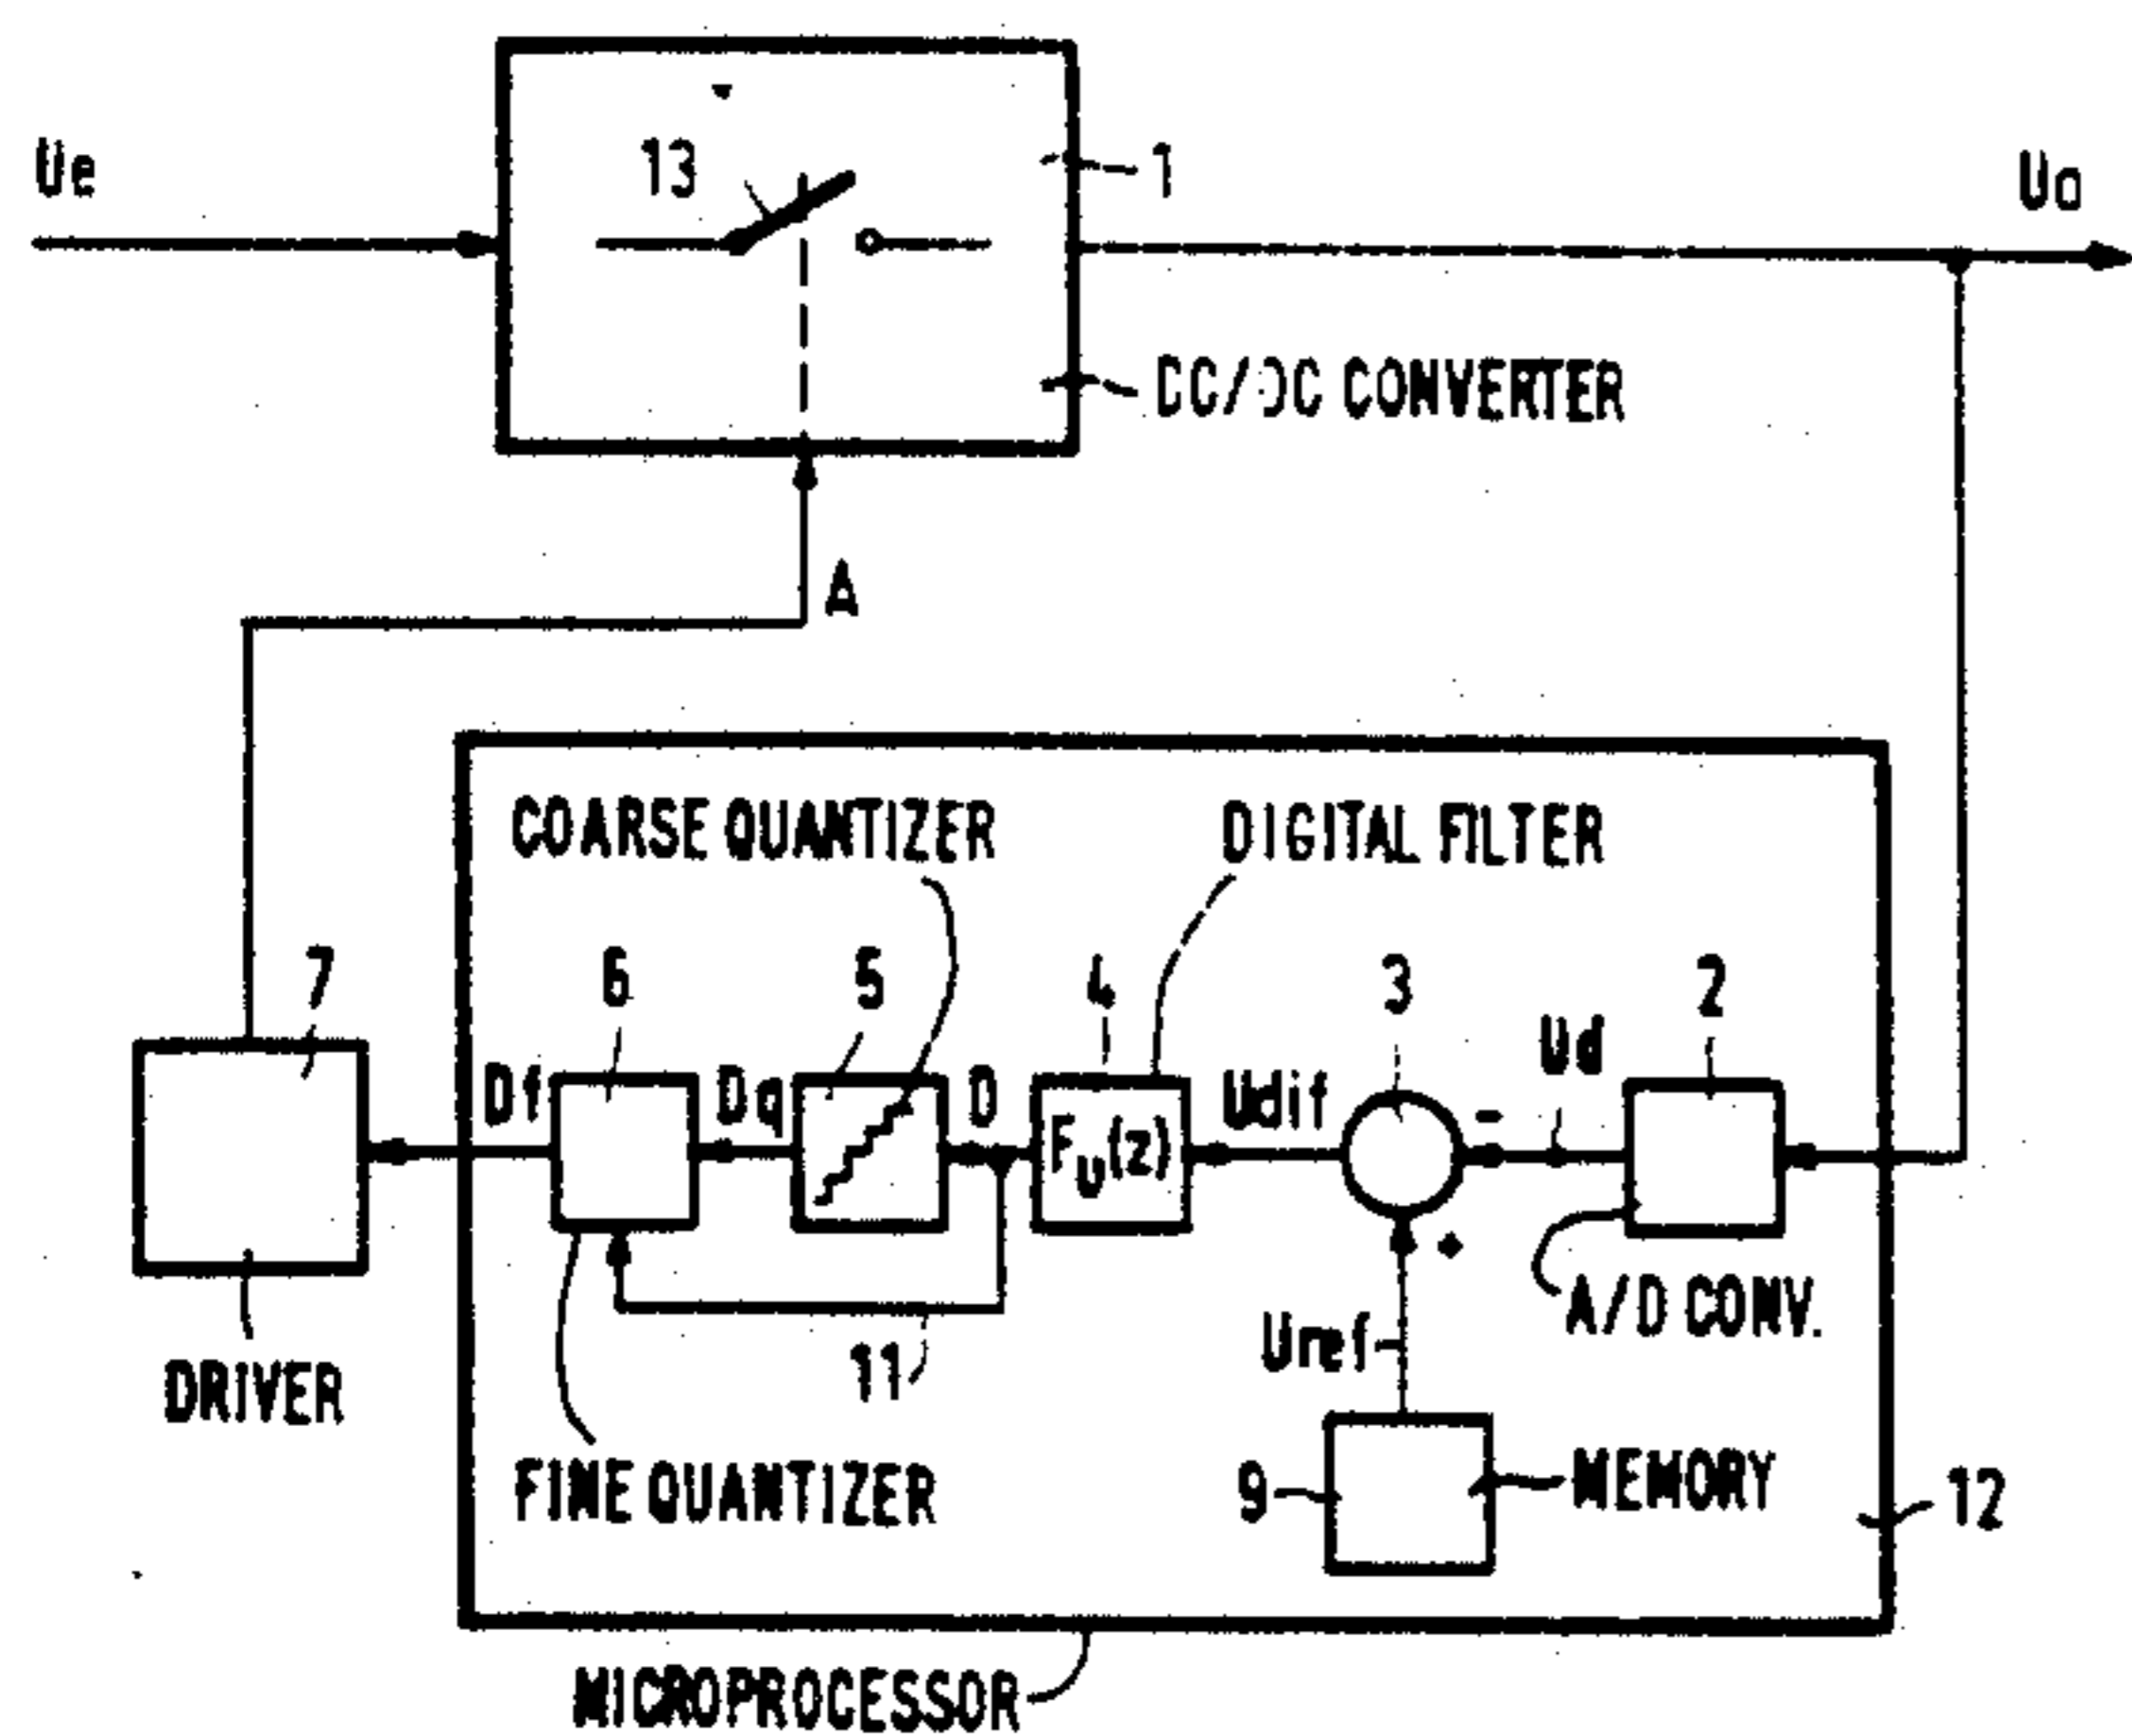 Ue
13
1
Ua
DC/DC CONVERTER
A
COARSE QUANTIZER
DIGITAL FILTER
7
6
5
4
3
2
Df
Dq
D
Udif
-
Ud
Fu(z)
+
A/D CONV.
Uref
11
DRIVER
FINE QUANTIZER
9
MEMORY
12
MICROPROCESSOR